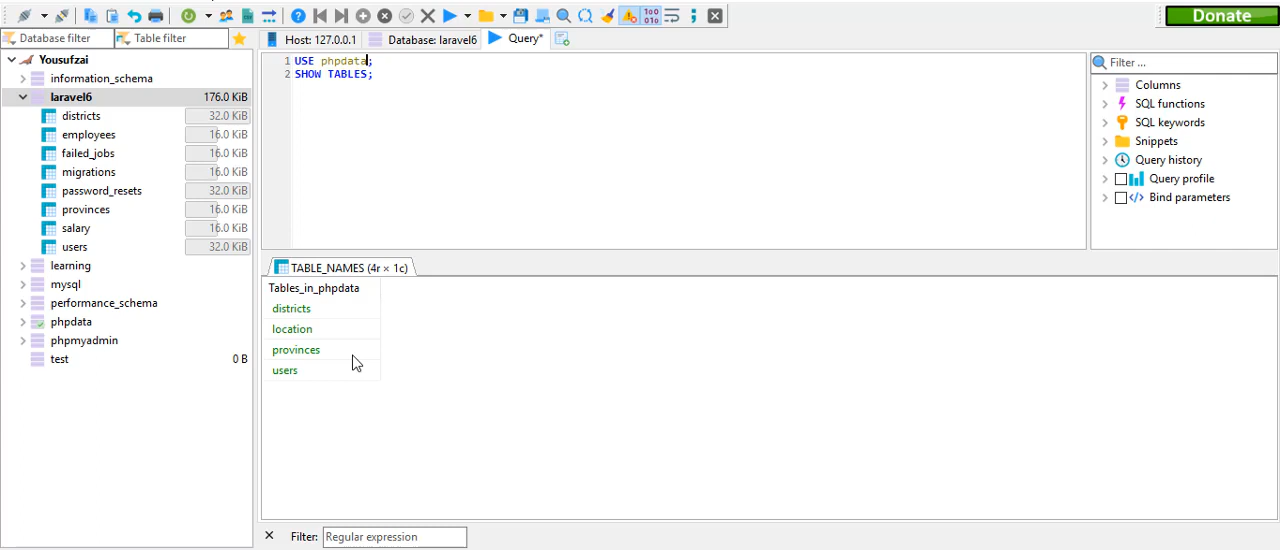 Donate
Database filter
Table filter
Host: 127.0.0.1
Database: laravel6
Query*
Yousufzai
information_schema
laravel6 176.0 KiB
districts 32.0 KiB
employees 16.0 KiB
failed_jobs 16.0 KiB
migrations 16.0 KiB
password_resets 32.0 KiB
provinces 16.0 KiB
salary 16.0 KiB
users 32.0 KiB
learning
mysql
performance_schema
phpdata
phpmyadmin
test 0 B
1 USE phpdata;
2 SHOW TABLES;
Filter ...
Columns
SQL functions
SQL keywords
Snippets
Query history
Query profile
Bind parameters
TABLE_NAMES (4r × 1c)
Tables_in_phpdata
districts
location
provinces
users
Filter: Regular expression